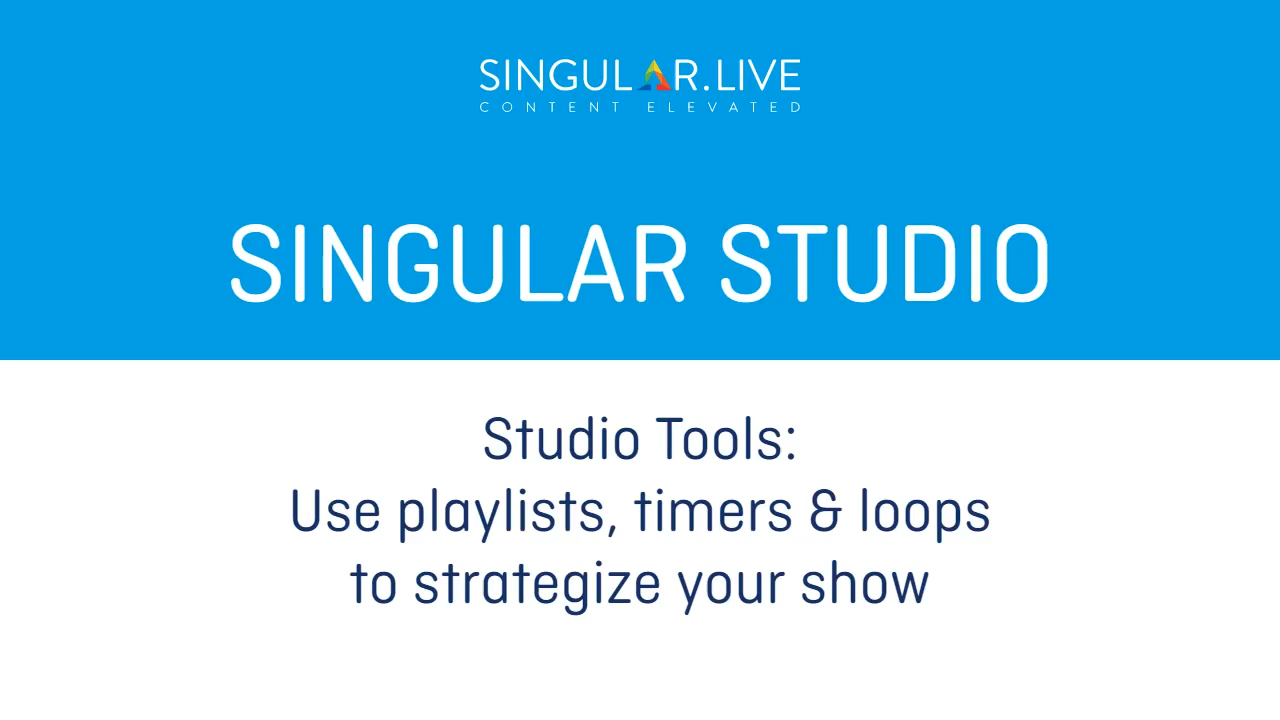 SINGULAR.LIVE
CONTENT ELEVATED
SINGULAR STUDIO
Studio Tools:
Use playlists, timers & loops
to strategize your show